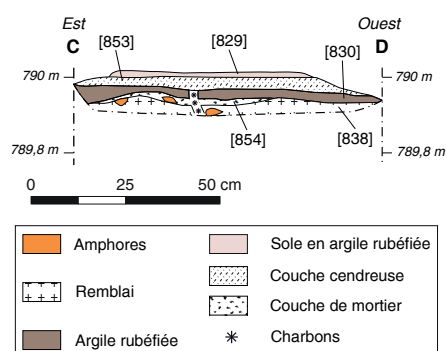 Est Ouest
C [853] [829] [830] D
790 m 790 m
[854] [838]
789,8 m 789,8 m
0 25 50 cm
Amphores Sole en argile rubéfiée
Remblai Couche cendreuse
Couche de mortier
Argile rubéfiée Charbons